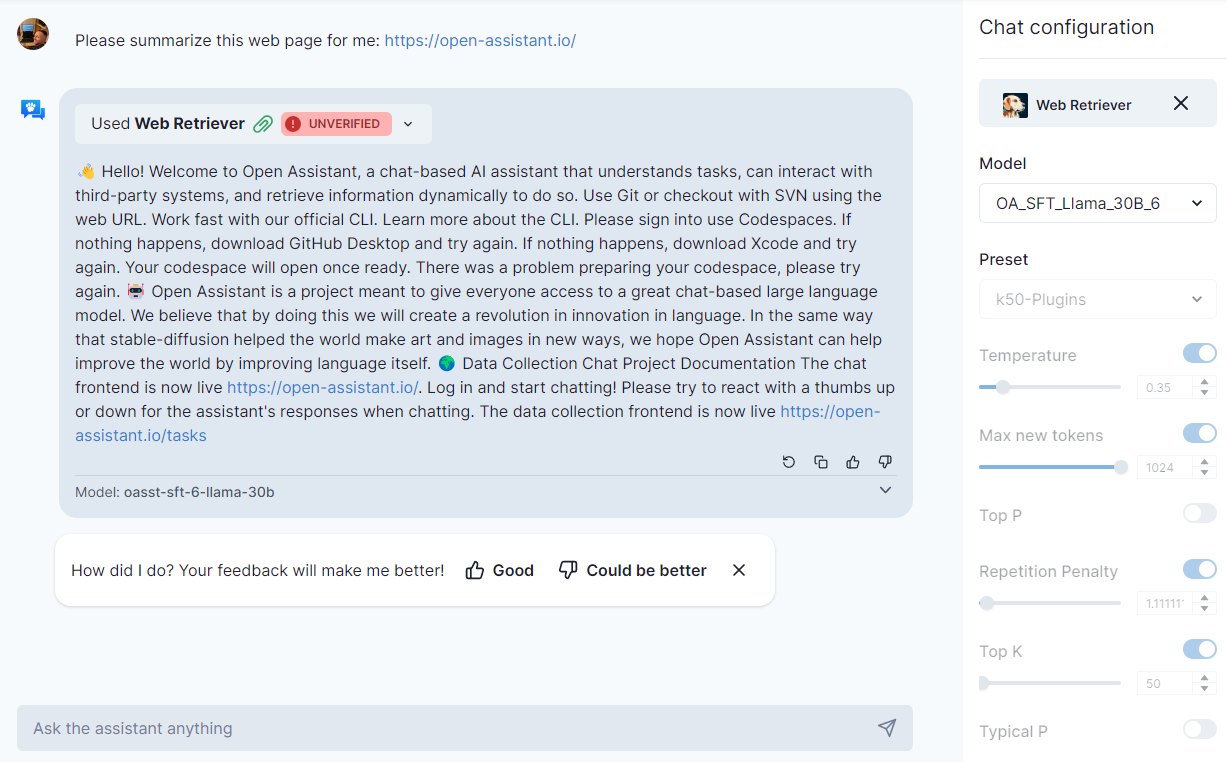 Please summarize this web page for me: https://open-assistant.io/
Used Web Retriever UNVERIFIED
👋 Hello! Welcome to Open Assistant, a chat-based AI assistant that understands tasks, can interact with
third-party systems, and retrieve information dynamically to do so. Use Git or checkout with SVN using the
web URL. Work fast with our official CLI. Learn more about the CLI. Please sign into use Codespaces. If
nothing happens, download GitHub Desktop and try again. If nothing happens, download Xcode and try
again. Your codespace will open once ready. There was a problem preparing your codespace, please try
again. 🤖 Open Assistant is a project meant to give everyone access to a great chat-based large language
model. We believe that by doing this we will create a revolution in innovation in language. In the same way
that stable-diffusion helped the world make art and images in new ways, we hope Open Assistant can help
improve the world by improving language itself. 🌍 Data Collection Chat Project Documentation The chat
frontend is now live https://open-assistant.io/. Log in and start chatting! Please try to react with a thumbs up
or down for the assistant's responses when chatting. The data collection frontend is now live https://open-
assistant.io/tasks
Model: oasst-sft-6-llama-30b
How did I do? Your feedback will make me better! Good Could be better
Ask the assistant anything
Chat configuration
Web Retriever
Model
OA_SFT_Llama_30B_6
Preset
k50-Plugins
Temperature
0.35
Max new tokens
1024
Top P
Repetition Penalty
1.11111
Top K
50
Typical P